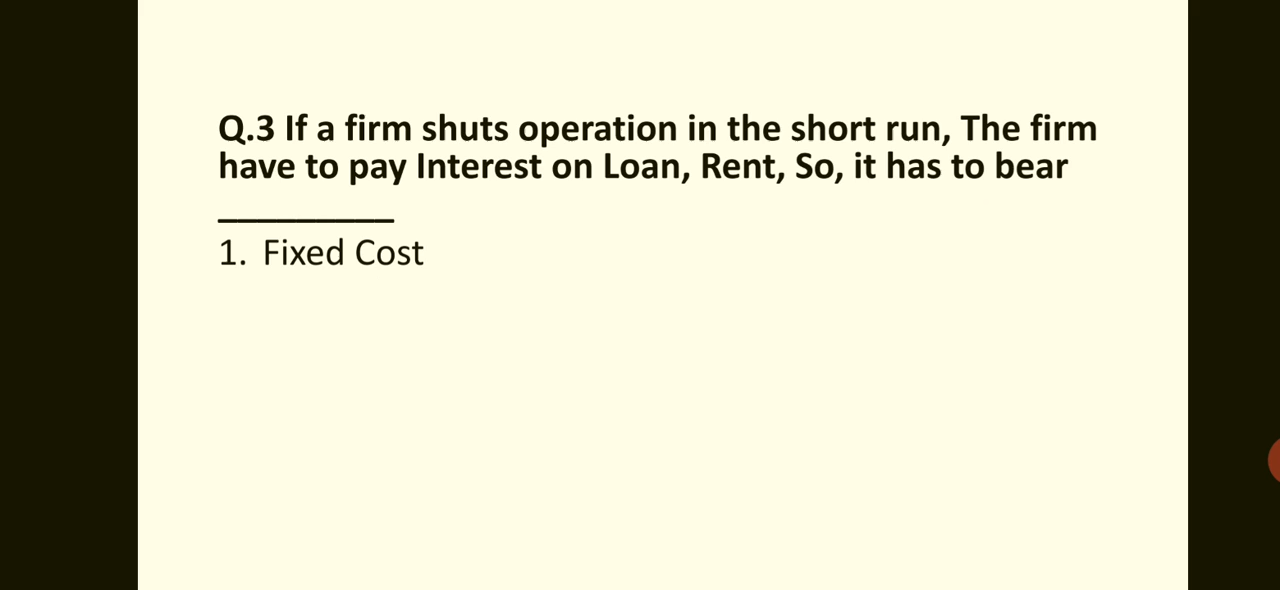 Q.3 If a firm shuts operation in the short run, The firm
have to pay Interest on Loan, Rent, So, it has to bear
_________
1. Fixed Cost